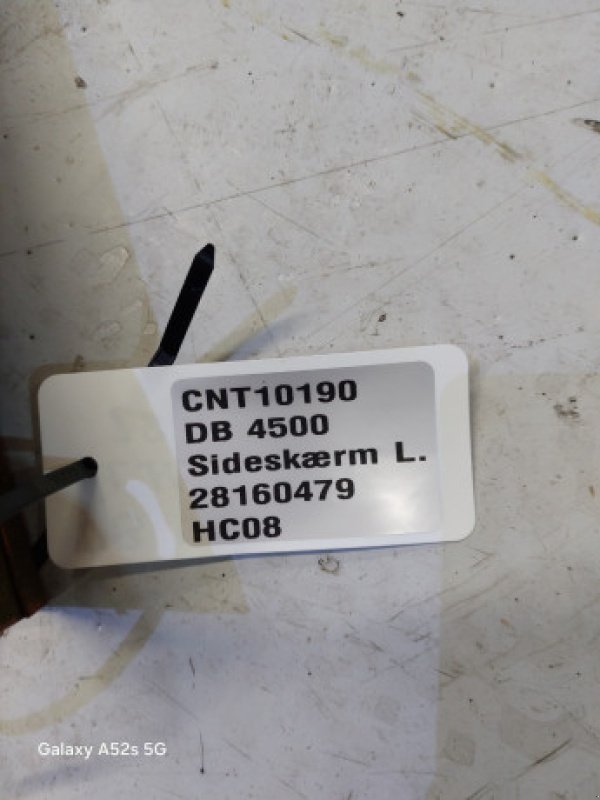 CNT10190
DB 4500
Sideskærm L.
28160479
HC08
Galaxy A52s 5G